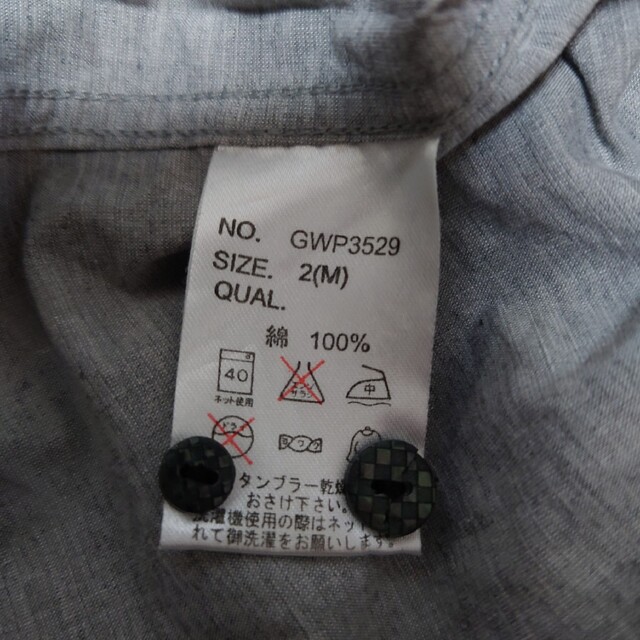 NO. GWP3529
SIZE. 2(M)
QUAL.
綿 100%
40 中
ネット使用
タンブラー乾燥
おさけ下さい。
機使用の際はネット
れて御洗濯をお願いします。